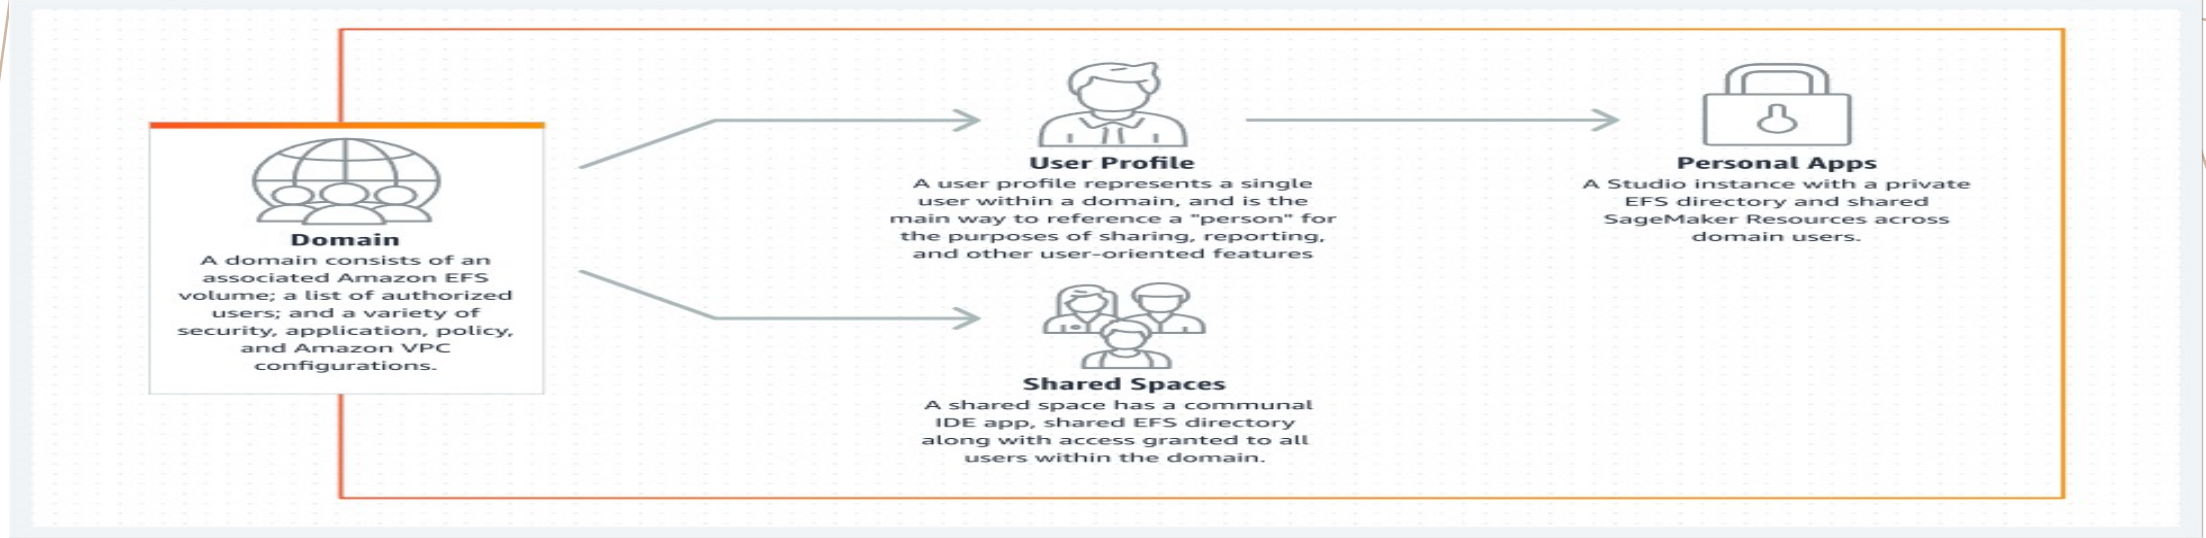 Domain
A domain consists of an
associated Amazon EFS
volume; a list of authorized
users; and a variety of
security, application, policy,
and Amazon VPC
configurations.
User Profile
A user profile represents a single
user within a domain, and is the
main way to reference a "person" for
the purposes of sharing, reporting,
and other user-oriented features
Shared Spaces
A shared space has a communal
IDE app, shared EFS directory
along with access granted to all
users within the domain.
Personal Apps
A Studio instance with a private
EFS directory and shared
SageMaker Resources across
domain users.